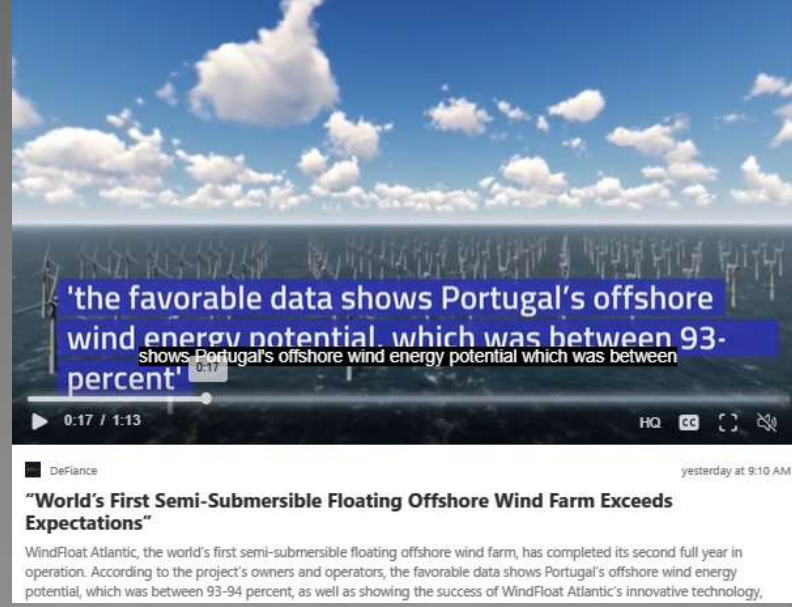 'the favorable data shows Portugal’s offshore
wind energy potential, which was between 93-
percent'
shows Portugal's offshore wind energy potential which was between
0:17
0:17 / 1:13
HQ CC
DeFiance
yesterday at 9:10 AM
“World’s First Semi-Submersible Floating Offshore Wind Farm Exceeds
Expectations”
WindFloat Atlantic, the world's first semi-submersible floating offshore wind farm, has completed its second full year in
operation. According to the project's owners and operators, the favorable data shows Portugal's offshore wind energy
potential, which was between 93-94 percent, as well as showing the success of WindFloat Atlantic's innovative technology,